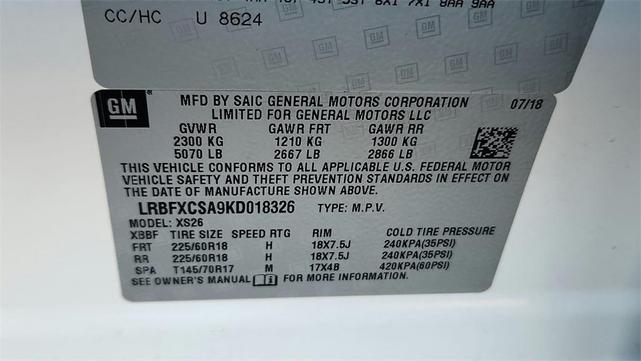 CC/HC U 8624
GM
MFD BY SAIC GENERAL MOTORS CORPORATION
LIMITED FOR GENERAL MOTORS LLC
07/18
GVWR GAWR FRT GAWR RR
2300 KG 1210 KG 1300 KG
5070 LB 2667 LB 2866 LB
THIS VEHICLE CONFORMS TO ALL APPLICABLE U.S. FEDERAL MOTOR
VEHICLE SAFETY AND THEFT PREVENTION STANDARDS IN EFFECT ON
THE DATE OF MANUFACTURE SHOWN ABOVE.
LRBFXCSA9KD018326 TYPE: M.P.V.
MODEL: XS26
XBBF TIRE SIZE SPEED RTG RIM COLD TIRE PRESSURE
FRT 225/60R18 H 18X7.5J 240KPA(35PSI)
RR 225/60R18 H 18X7.5J 240KPA(35PSI)
SPA T145/70R17 M 17X4B 420KPA(60PSI)
SEE OWNER'S MANUAL FOR MORE INFORMATION.